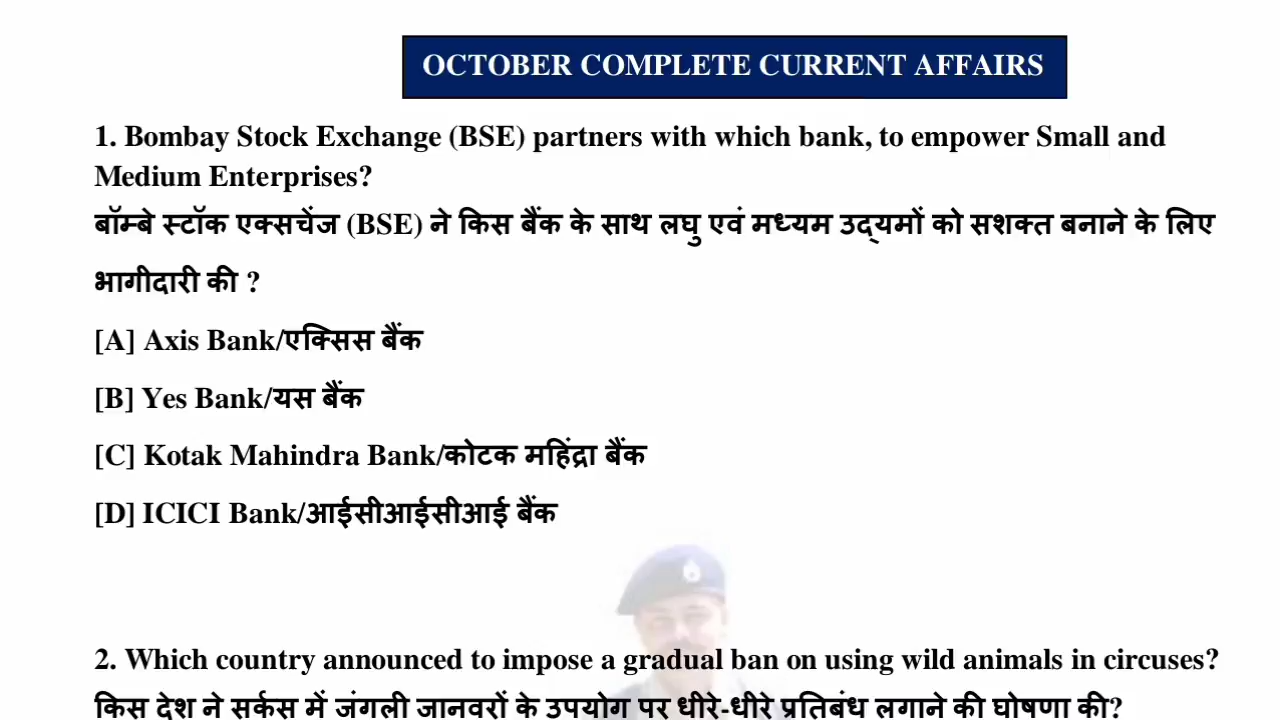 OCTOBER COMPLETE CURRENT AFFAIRS
1. Bombay Stock Exchange (BSE) partners with which bank, to empower Small and
Medium Enterprises?
बॉम्बे स्टॉक एक्सचेंज (BSE) ने किस बैंक के साथ लघु एवं मध्यम उद्यमों को सशक्त बनाने के लिए
भागीदारी की ?
[A] Axis Bank/एक्सिस बैंक
[B] Yes Bank/यस बैंक
[C] Kotak Mahindra Bank/कोटक महिंद्रा बैंक
[D] ICICI Bank/आईसीआईसीआई बैंक
2. Which country announced to impose a gradual ban on using wild animals in circuses?
किस देश ने सर्कस में जंगली जानवरों के उपयोग पर धीरे-धीरे प्रतिबंध लगाने की घोषणा की?